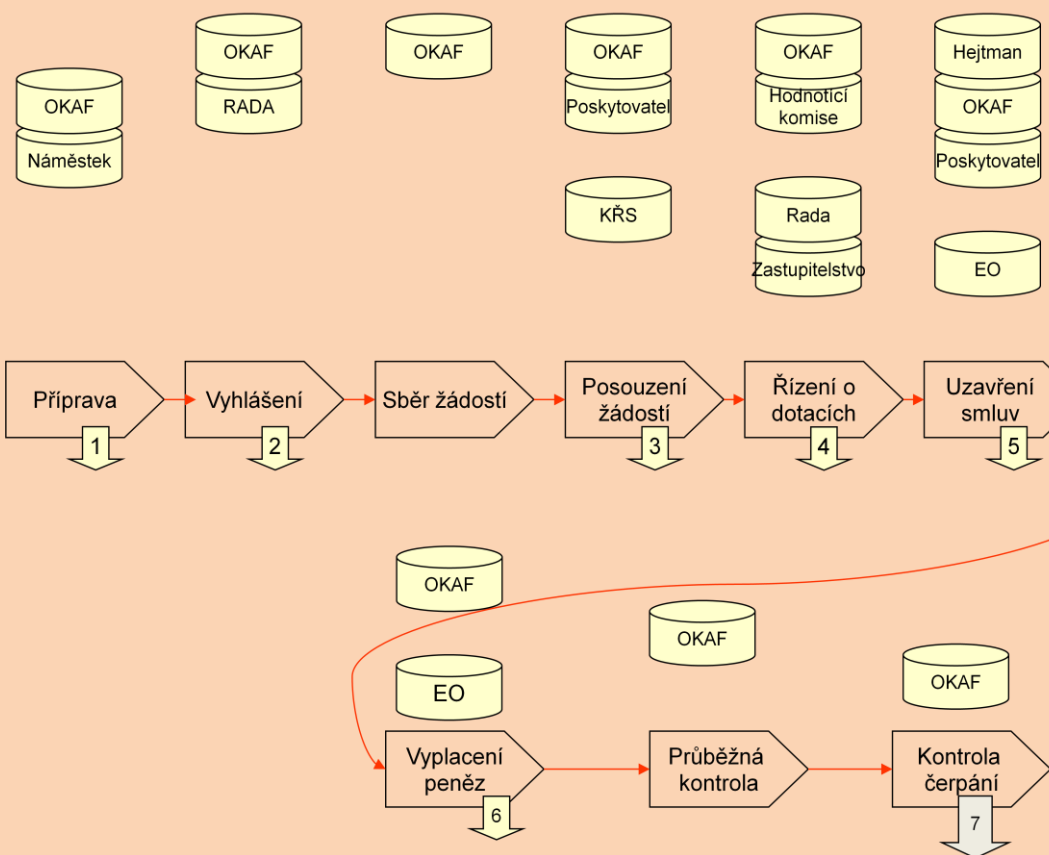 OKAF
Náměstek
OKAF
RADA
OKAF
OKAF
Poskytovatel
KŘS
OKAF
Hodnotící
komise
Rada
Zastupitelstvo
Hejtman
OKAF
Poskytovatel
EO
Příprava
1
Vyhlášení
2
Sběr žádostí
Posouzení
žádostí
3
Řízení o
dotacích
4
Uzavření
smluv
5
OKAF
EO
Vyplacení
peněz
6
OKAF
Průběžná
kontrola
OKAF
Kontrola
čerpání
7